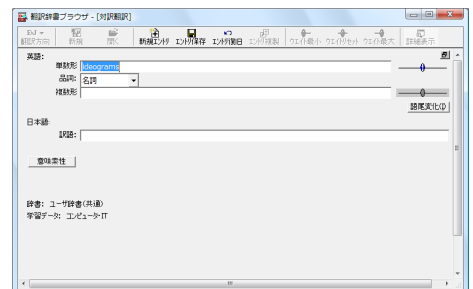 翻訳辞書ブラウザ - [対訳翻訳]
EtoJ
翻訳方向 新規 開く 新規エントリ エントリ保存 エントリ復旧 エントリ複製 ウエイト最小 ウエイトリセット ウエイト最大 詳細表示
英語:
単数形 Ideograms
品詞: 名詞
複数形
語尾変化(I)
日本語:
訳語:
意味素性
辞書: ユーザ辞書(共通)
学習データ: コンピュータ・IT